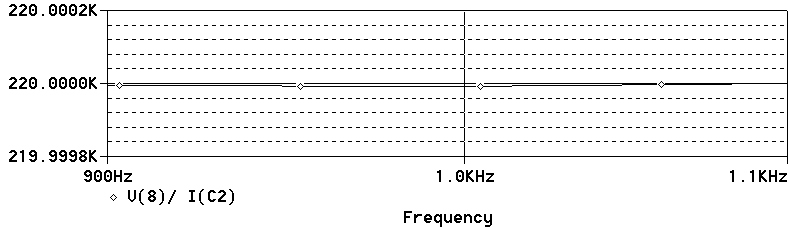 220.0002K
220.0000K
219.9998K
900Hz 1.0KHz 1.1KHz
V(8)/ I(C2)
Frequency